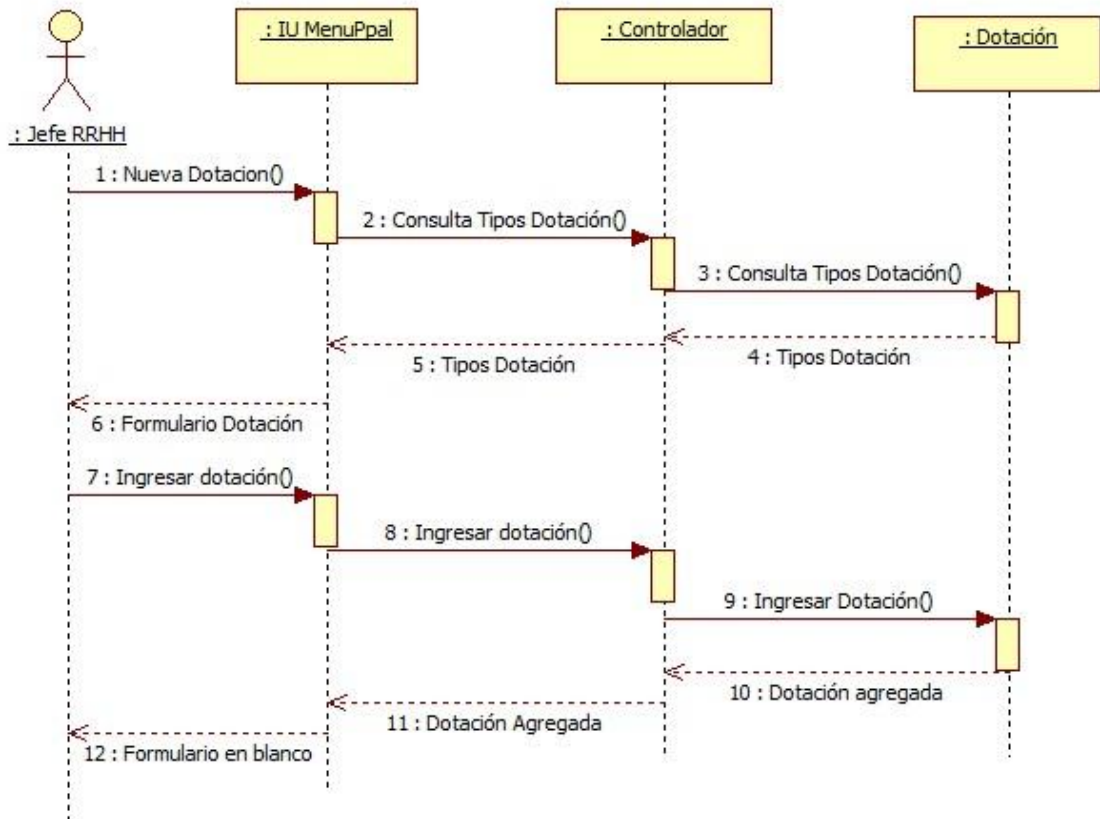 : IU MenuPpal
: Controlador
: Dotación
: Jefe RRHH
1 : Nueva Dotacion()
2 : Consulta Tipos Dotación()
3 : Consulta Tipos Dotación()
4 : Tipos Dotación
5 : Tipos Dotación
6 : Formulario Dotación
7 : Ingresar dotación()
8 : Ingresar dotación()
9 : Ingresar Dotación()
10 : Dotación agregada
11 : Dotación Agregada
12 : Formulario en blanco